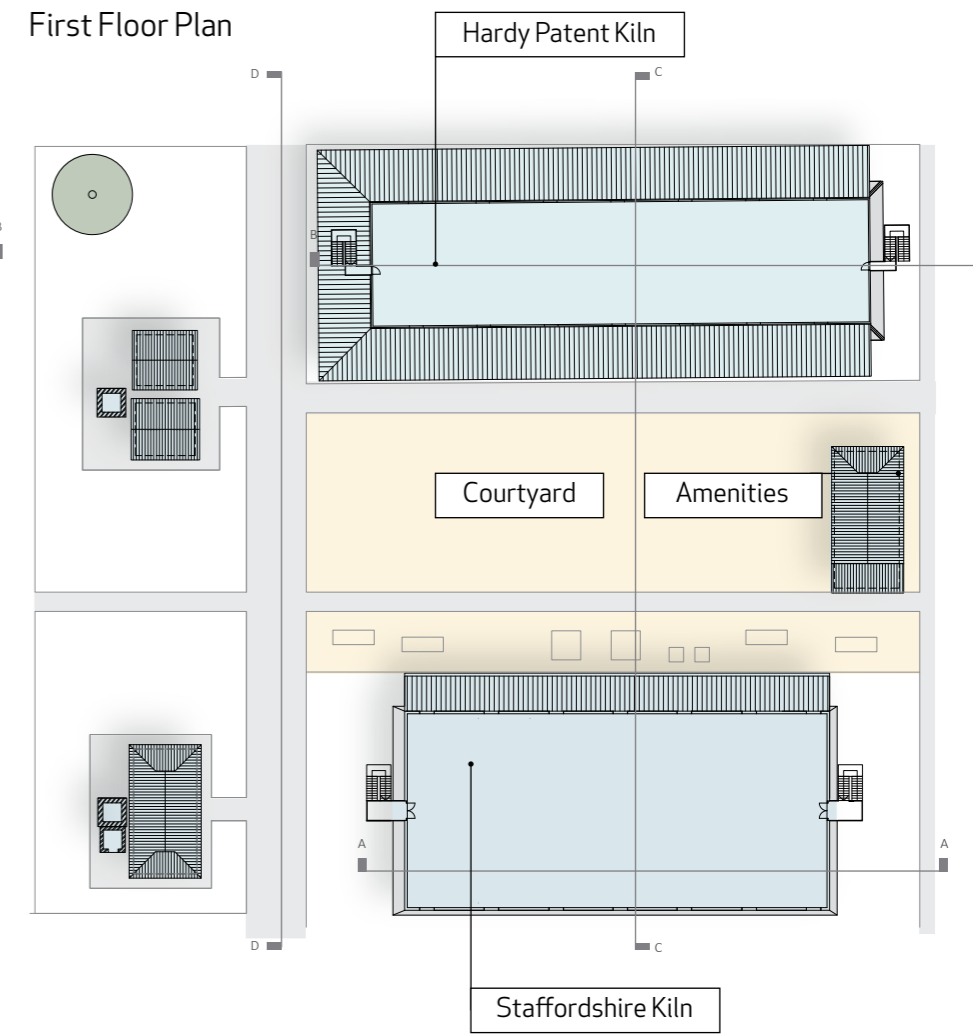 First Floor Plan
Hardy Patent Kiln
D
C
B
B
Courtyard
Amenities
A
A
D
C
Staffordshire Kiln